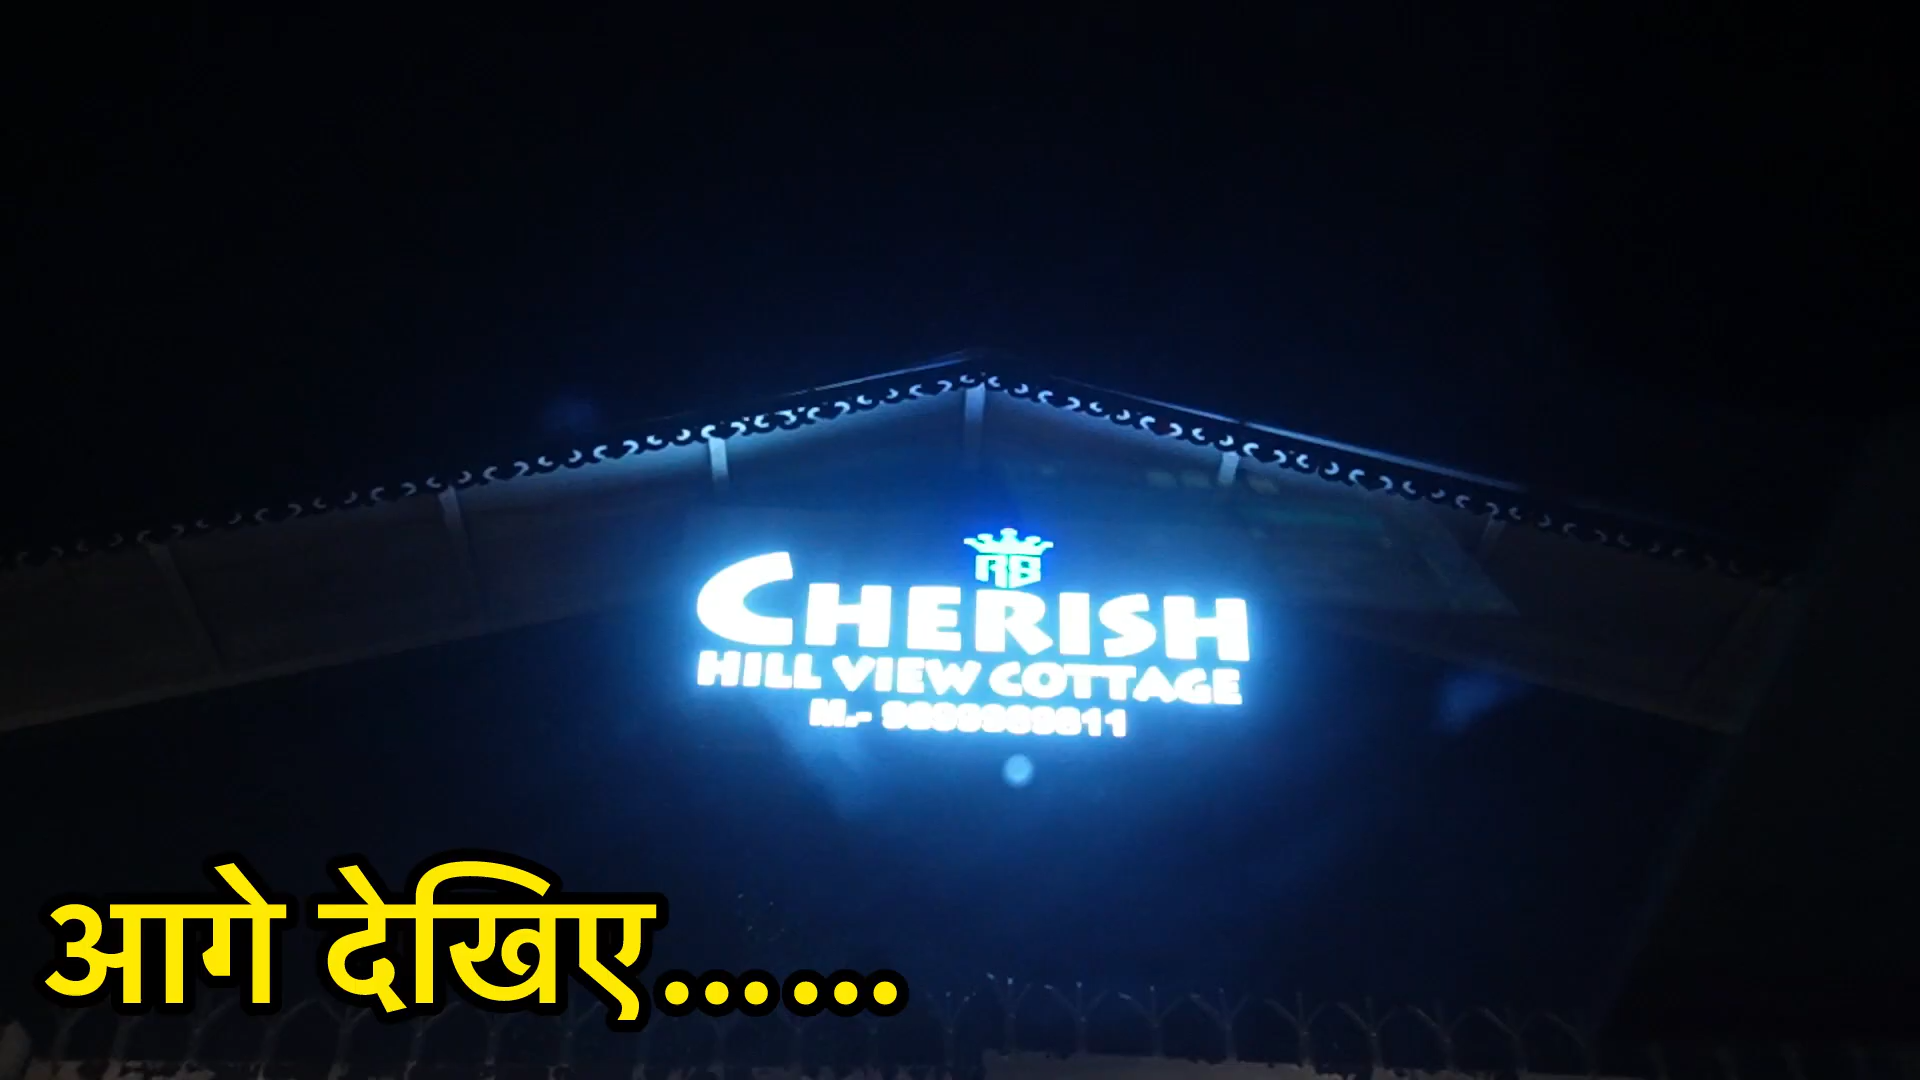 RB
CHERISH
HILL VIEW COTTAGE
M.-
आगे देखिए......